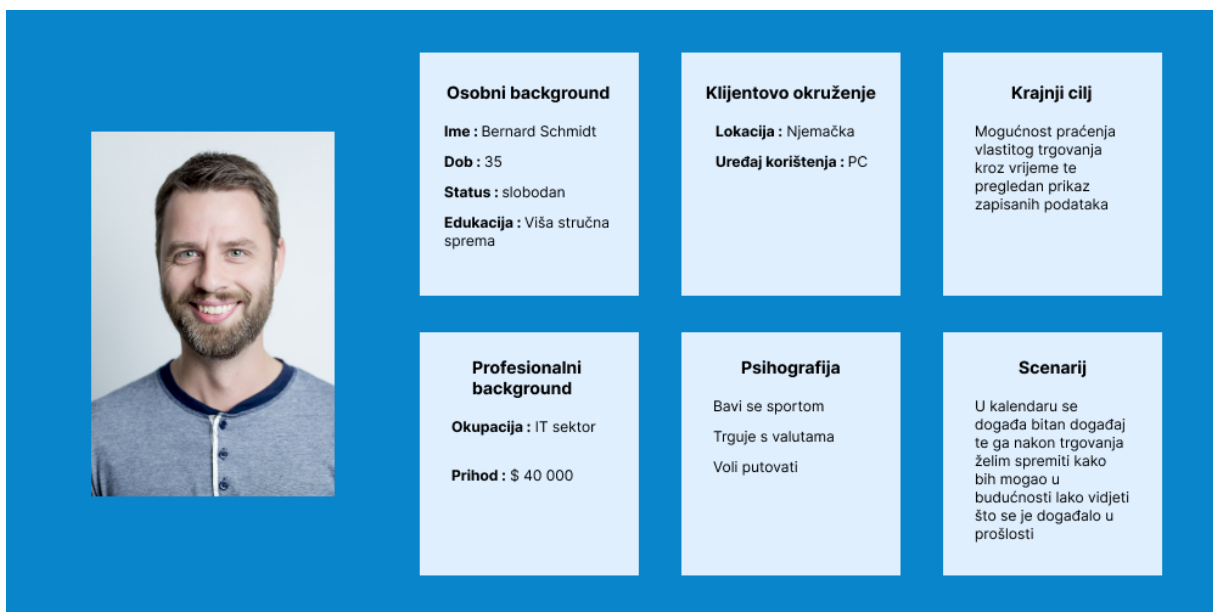 Osobni background
Ime : Bernard Schmidt
Dob : 35
Status : slobodan
Edukacija : Viša stručna
sprema
Klijentovo okruženje
Lokacija : Njemačka
Uređaj korištenja : PC
Krajnji cilj
Mogućnost praćenja
vlastitog trgovanja
kroz vrijeme te
pregledan prikaz
zapisanih podataka
Profesionalni
background
Okupacija : IT sektor
Prihod : $ 40 000
Psihografija
Bavi se sportom
Trguje s valutama
Voli putovati
Scenarij
U kalendaru se
događa bitan događaj
te ga nakon trgovanja
želim spremiti kako
bih mogao u
budućnosti lako vidjeti
što se je događalo u
prošlosti